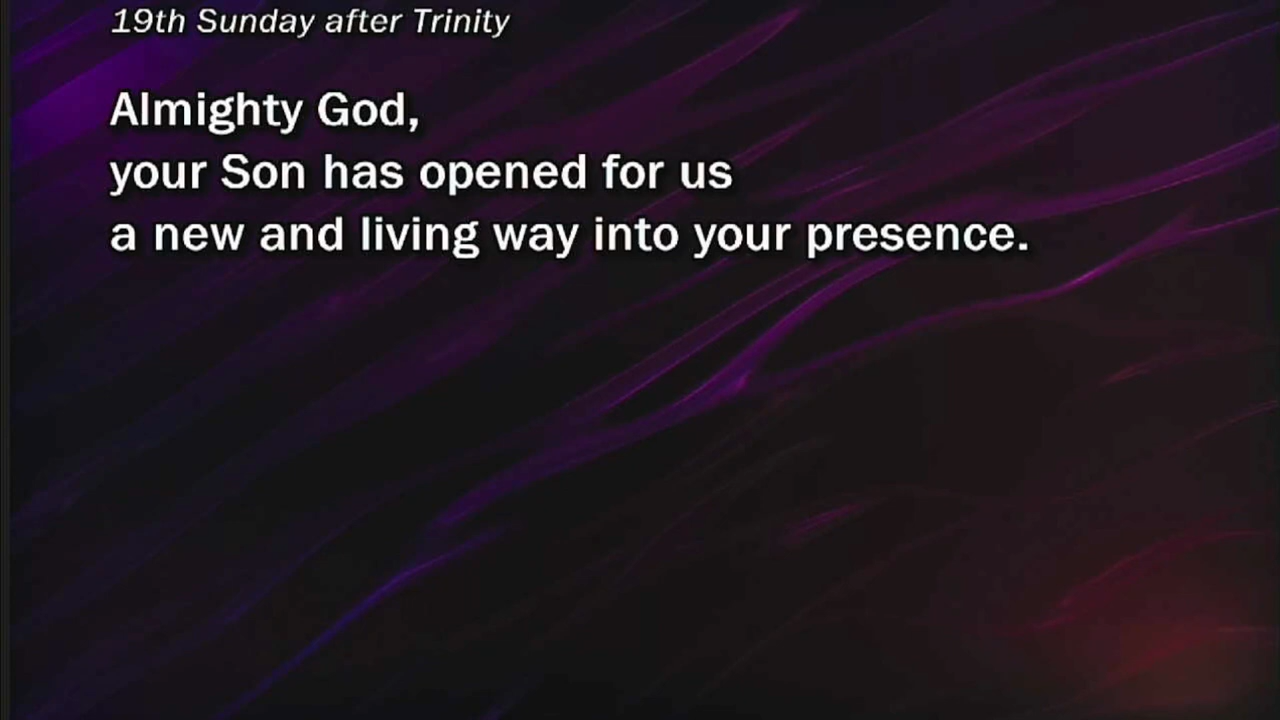 19th Sunday after Trinity
Almighty God,
your Son has opened for us
a new and living way into your presence.